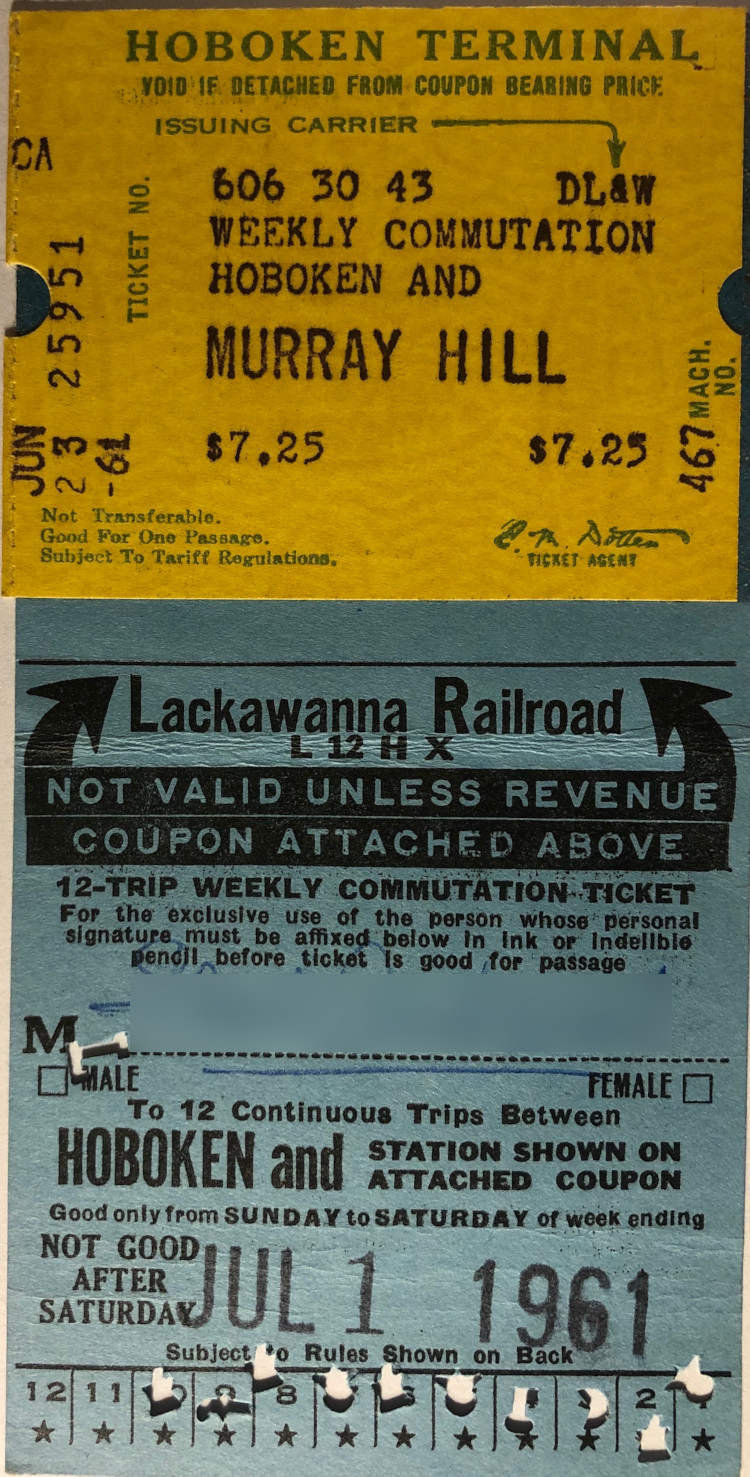 HOBOKEN TERMINAL
VOID IF DETACHED FROM COUPON BEARING PRICE
ISSUING CARRIER
CA
TICKET NO.
25951
606 30 43 DL&W
WEEKLY COMMUTATION
HOBOKEN AND
MURRAY HILL
MACH. NO.
467
JUN 23 -61
$7.25 $7.25
Not Transferable.
Good For One Passage.
Subject To Tariff Regulations.
TICKET AGENT
Lackawanna Railroad
L 12 H X
NOT VALID UNLESS REVENUE
COUPON ATTACHED ABOVE
12-TRIP WEEKLY COMMUTATION TICKET
For the exclusive use of the person whose personal
signature must be affixed below in ink or indelible
pencil before ticket is good for passage
M
MALE FEMALE
To 12 Continuous Trips Between
HOBOKEN and STATION SHOWN ON
ATTACHED COUPON
Good only from SUNDAY to SATURDAY of week ending
NOT GOOD
AFTER
SATURDAY
JUL 1 1961
Subject to Rules Shown on Back
12 11 9 8 6 4 3 2